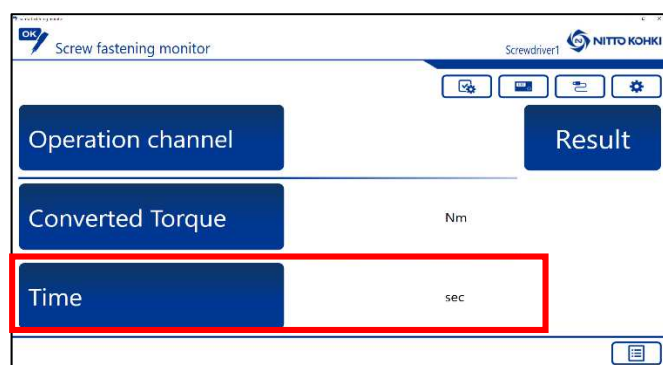 OK
Screw fastening monitor
Screwdriver1
NITTO KOHKI
Operation channel
Result
Converted Torque
Nm
Time
sec